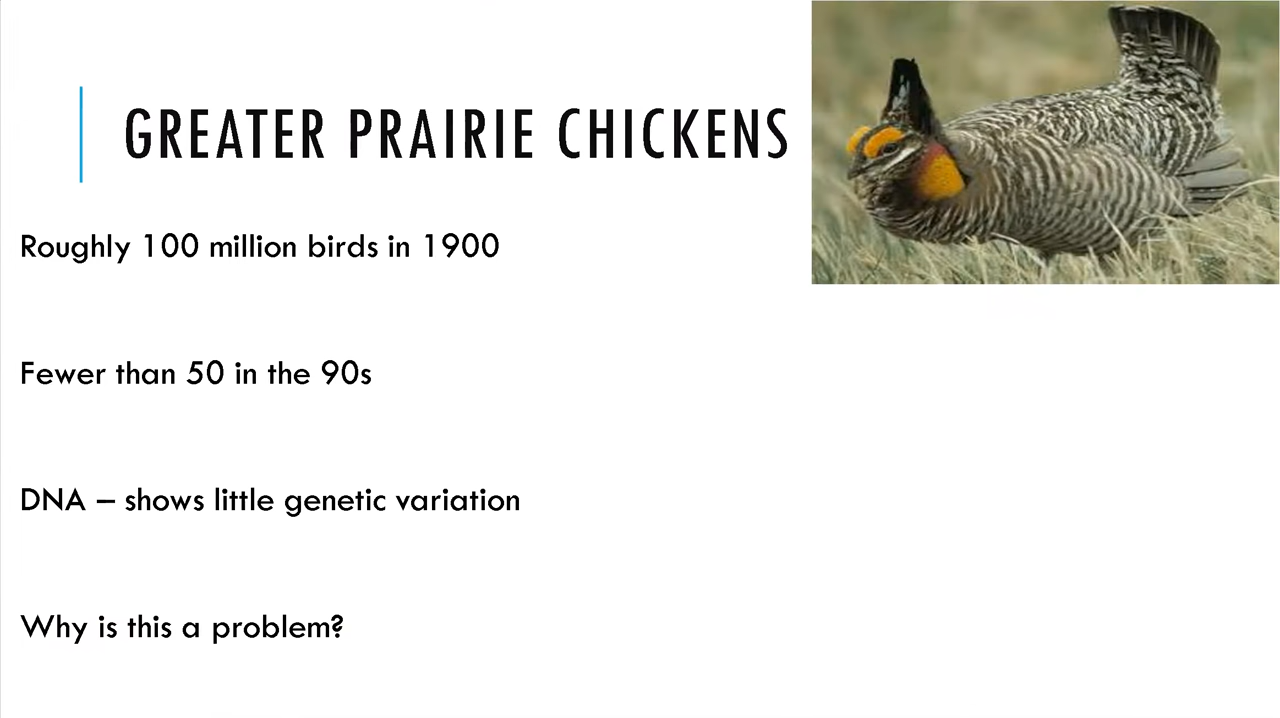 GREATER PRAIRIE CHICKENS
Roughly 100 million birds in 1900
Fewer than 50 in the 90s
DNA – shows little genetic variation
Why is this a problem?